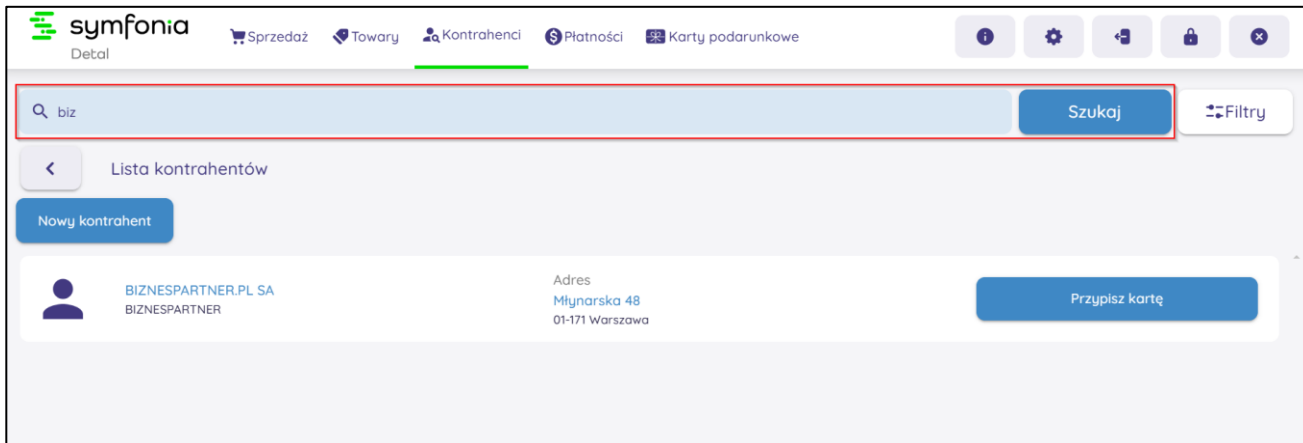 symfonia
Detal
Sprzedaż Towary Kontrahenci Płatności Karty podarunkowe
biz Szukaj Filtry
Lista kontrahentów
Nowy kontrahent
BIZNESPARTNER.PL SA
BIZNESPARTNER
Adres
Młynarska 48
01-171 Warszawa
Przypisz kartę